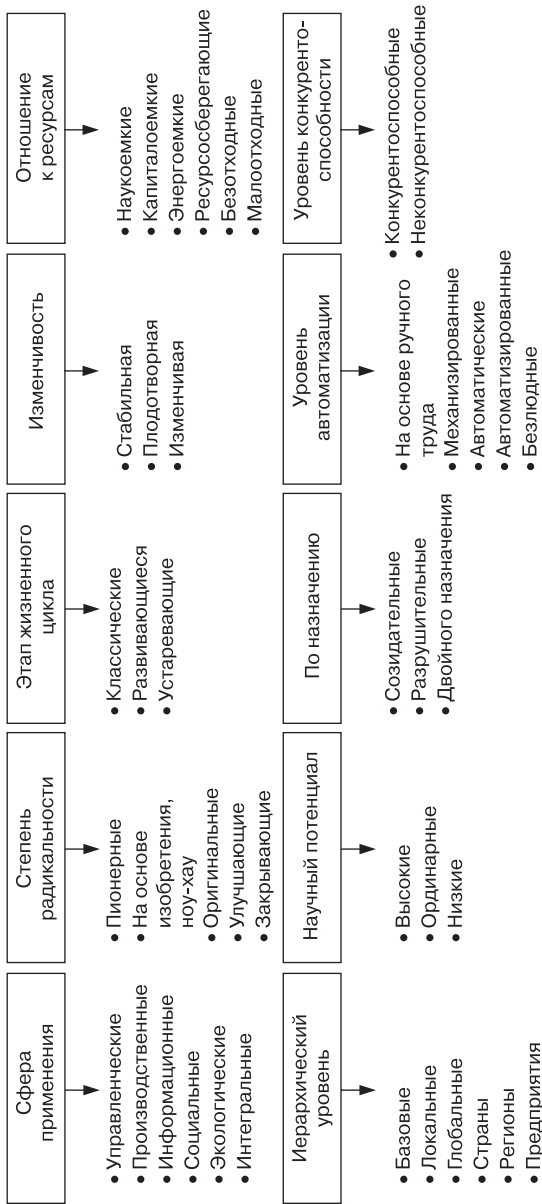 Сфера
применения
• Управленческие
• Производственные
• Информационные
• Социальные
• Экологические
• Интегральные
Степень
радикальности
• Пионерные
• На основе
изобретения,
ноу-хау
• Оригинальные
• Улучшающие
• Закрывающие
Этап жизненного
цикла
• Классические
• Развивающиеся
• Устаревающие
Изменчивость
• Стабильная
• Плодотворная
• Изменчивая
Отношение
к ресурсам
• Наукоемкие
• Капиталоемкие
• Энергоемкие
• Ресурсосберегающие
• Безотходные
• Малоотходные
Иерархический
уровень
• Базовые
• Локальные
• Глобальные
• Страны
• Регионы
• Предприятия
Научный потенциал
• Высокие
• Ординарные
• Низкие
По назначению
• Созидательные
• Разрушительные
• Двойного назначения
Уровень
автоматизации
• На основе ручного
труда
• Механизированные
• Автоматические
• Автоматизированные
• Безлюдные
Уровень конкуренто-
способности
• Конкурентоспособные
• Неконкурентоспособные